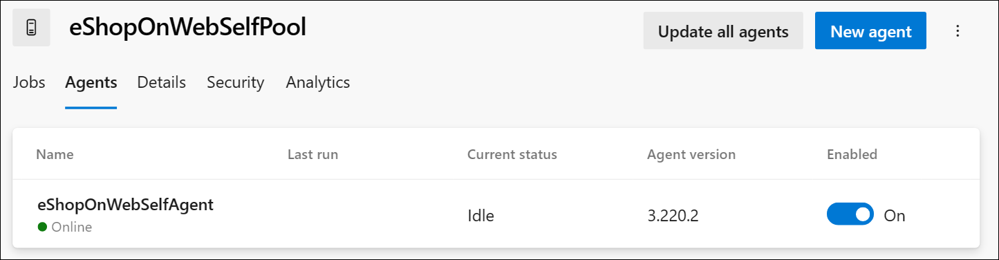 eShopOnWebSelfPool
Update all agents
New agent
Jobs Agents Details Security Analytics
Name Last run Current status Agent version Enabled
eShopOnWebSelfAgent
Online
Idle 3.220.2 On